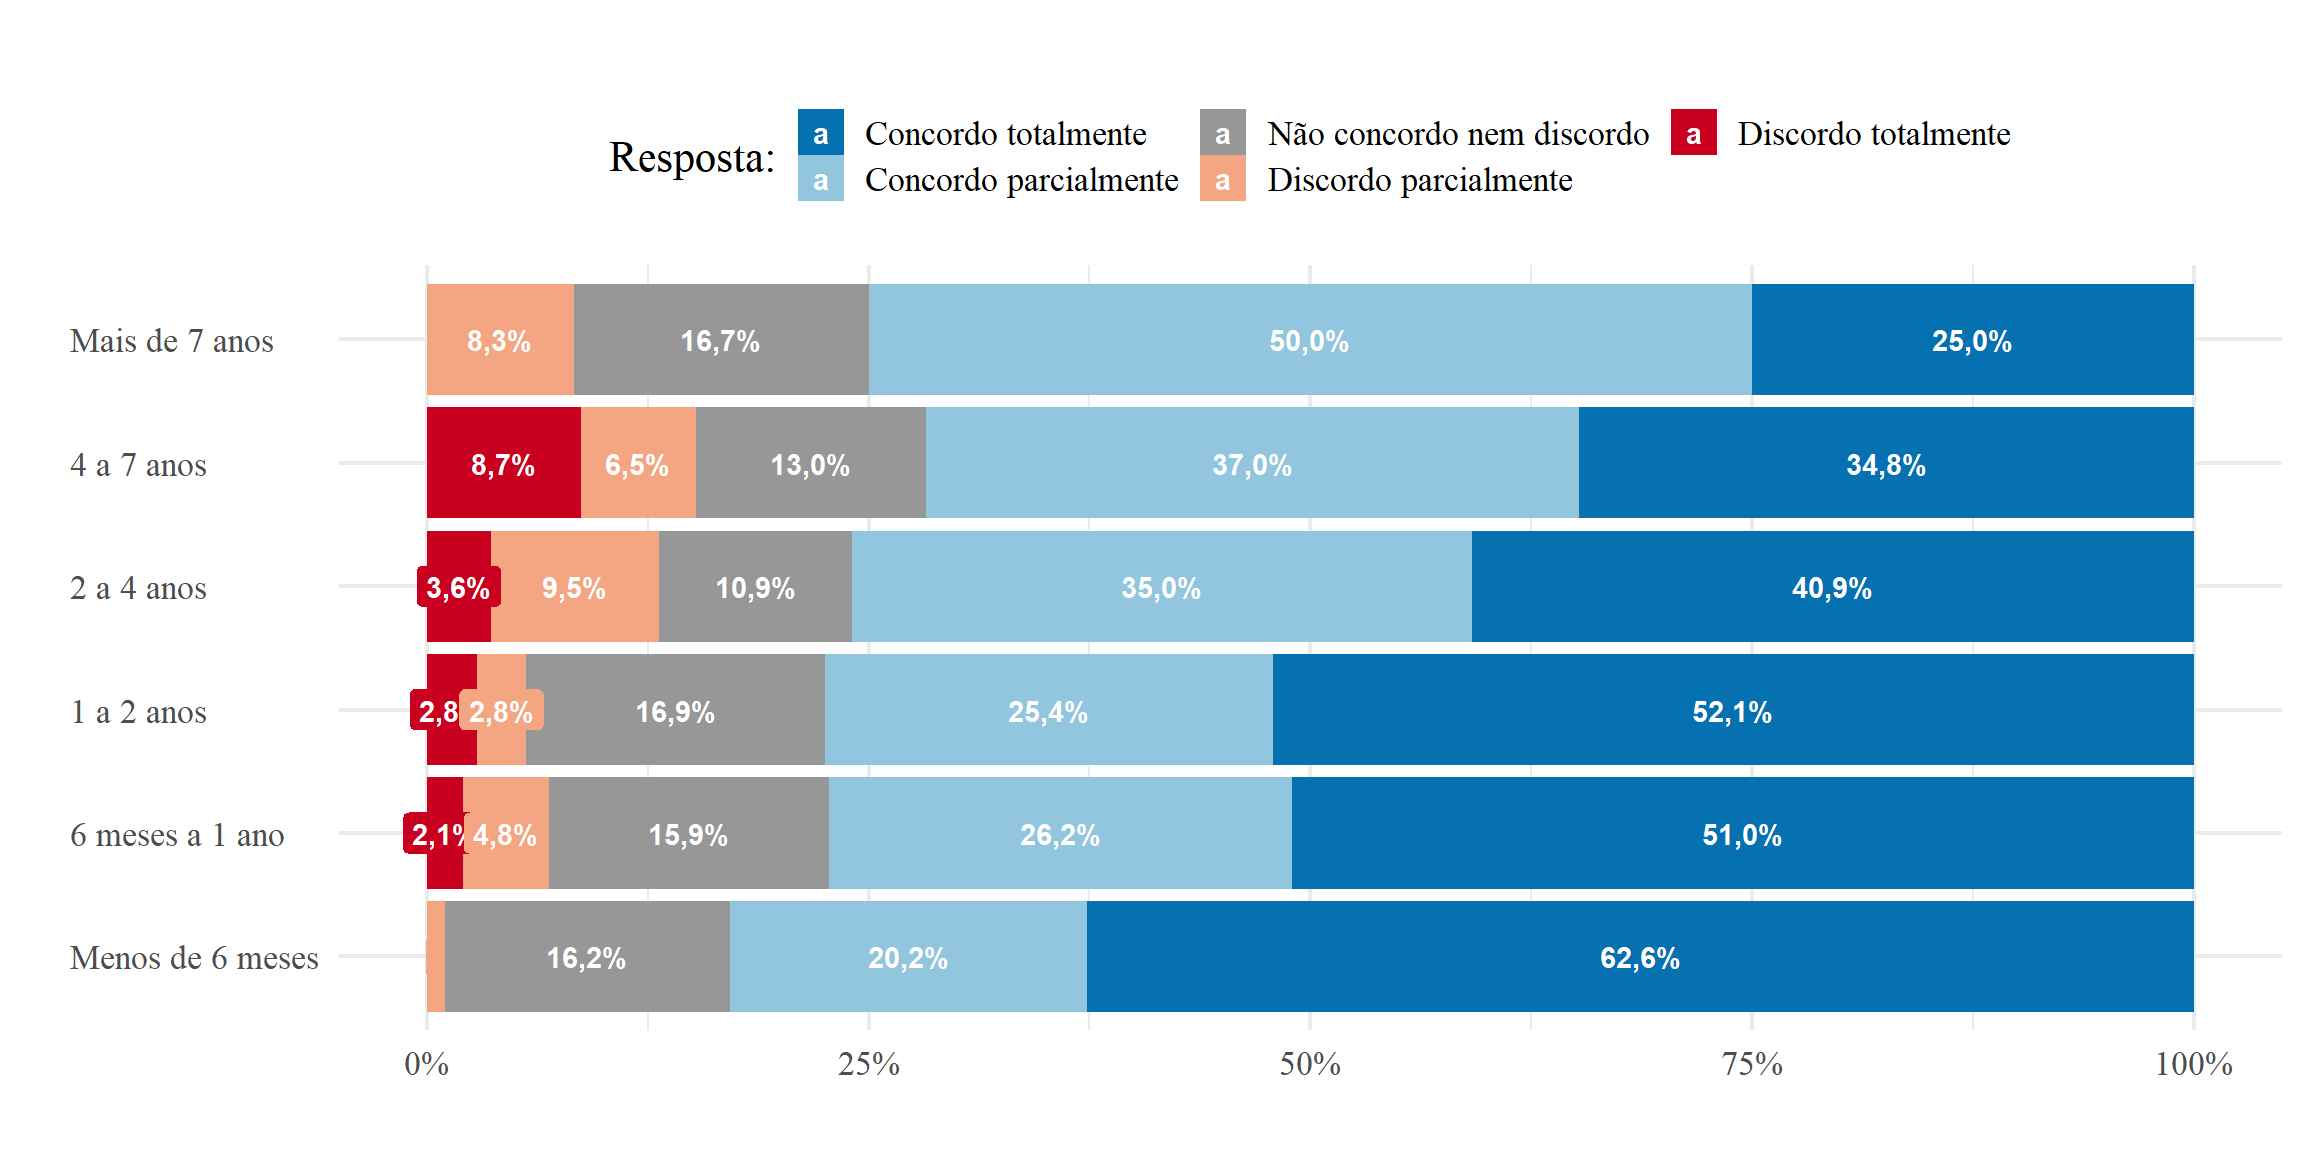 Resposta:
a Concordo totalmente
a Concordo parcialmente
a Não concordo nem discordo
a Discordo parcialmente
a Discordo totalmente
Mais de 7 anos 8,3% 16,7% 50,0% 25,0%
4 a 7 anos 8,7% 6,5% 13,0% 37,0% 34,8%
2 a 4 anos 3,6% 9,5% 10,9% 35,0% 40,9%
1 a 2 anos 2,8 2,8% 16,9% 25,4% 52,1%
6 meses a 1 ano 2,1% 4,8% 15,9% 26,2% 51,0%
Menos de 6 meses 16,2% 20,2% 62,6%
0% 25% 50% 75% 100%